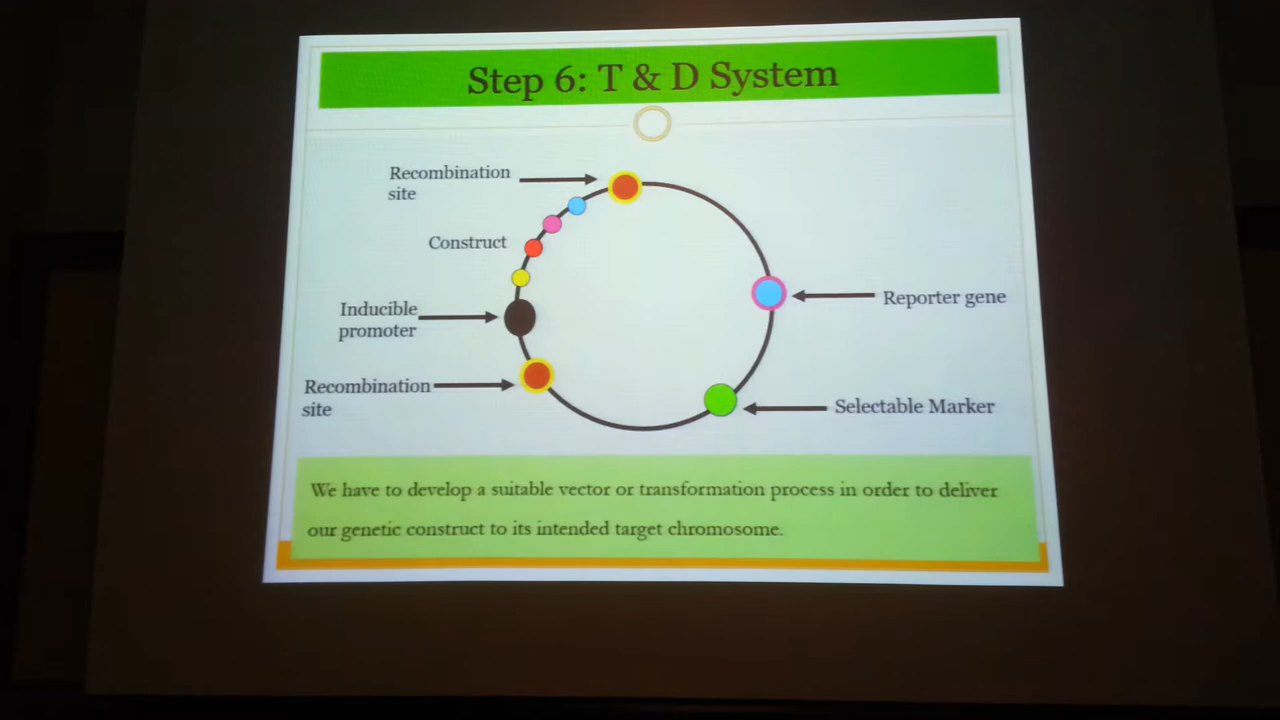 Step 6: T & D System
Recombination
site
Construct
Inducible
promoter
Recombination
site
Reporter gene
Selectable Marker
We have to develop a suitable vector or transformation process in order to deliver
our genetic construct to its intended target chromosome.